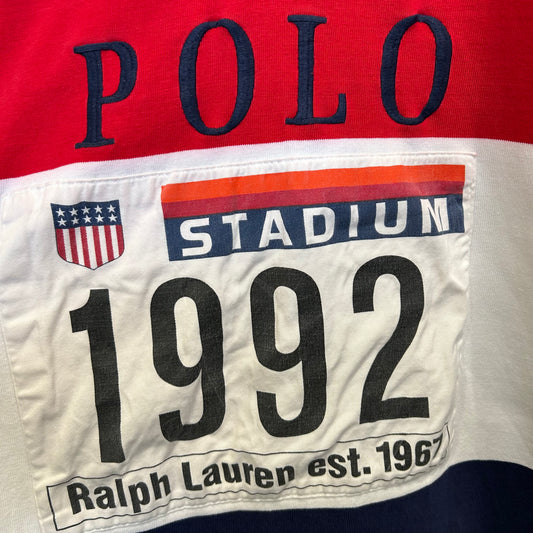 POLO
STADIUM
1992
Ralph Lauren est. 1967